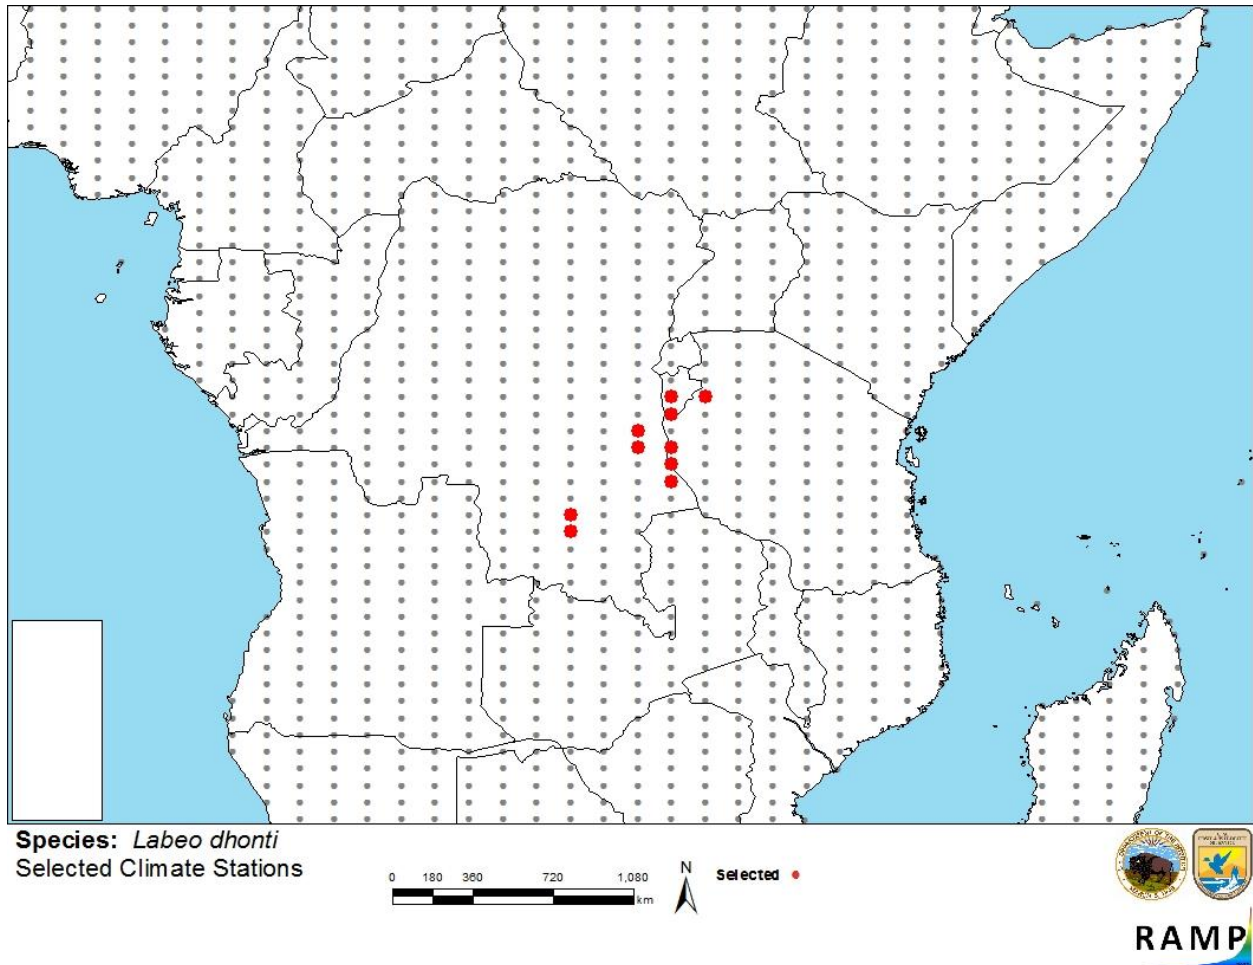 Species: Labeo dhonti
Selected Climate Stations
0 180 360 720 1,080
km
N
Selected
RAMP